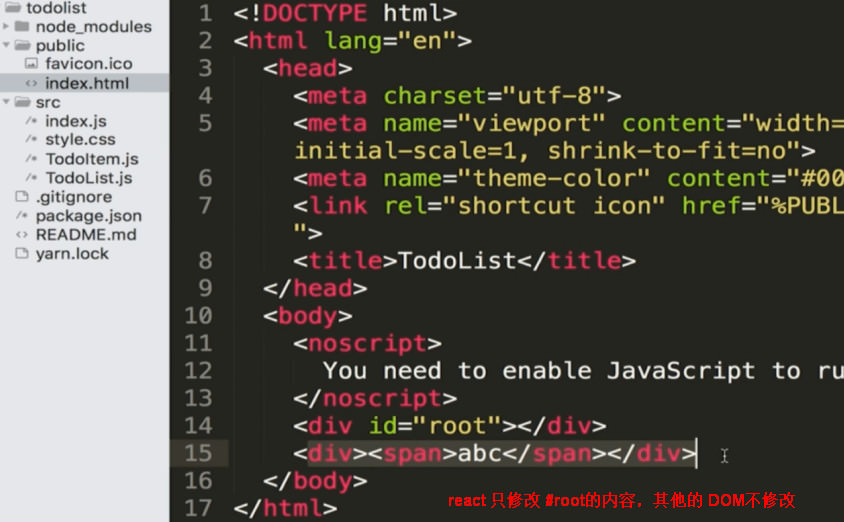 todolist
node_modules
public
favicon.ico
index.html
src
index.js
style.css
TodoItem.js
TodoList.js
.gitignore
package.json
README.md
yarn.lock
1 <!DOCTYPE html>
2 <html lang="en">
3 <head>
4 <meta charset="utf-8">
5 <meta name="viewport" content="width=
initial-scale=1, shrink-to-fit=no">
6 <meta name="theme-color" content="#00
7 <link rel="shortcut icon" href="%PUBL
">
8 <title>TodoList</title>
9 </head>
10 <body>
11 <noscript>
12 You need to enable JavaScript to ru
13 </noscript>
14 <div id="root"></div>
15 <div><span>abc</span></div>
16 </body>
17 </html>
react 只修改 #root的内容，其他的 DOM不修改